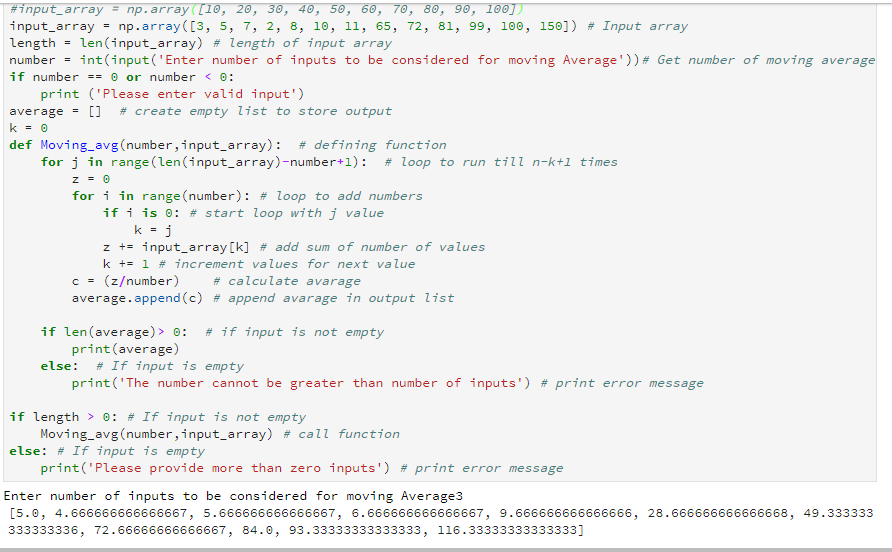 #input_array = np.array([10, 20, 30, 40, 50, 60, 70, 80, 90, 100])
input_array = np.array([3, 5, 7, 2, 8, 10, 11, 65, 72, 81, 99, 100, 150]) # Input array
length = len(input_array) # length of input array
number = int(input('Enter number of inputs to be considered for moving Average'))# Get number of moving average
if number == 0 or number < 0:
    print ('Please enter valid input')
average = []  # create empty list to store output
k = 0
def Moving_avg(number,input_array):  # defining function
    for j in range(len(input_array)-number+1):  # loop to run till n-k+1 times
        z = 0
        for i in range(number): # loop to add numbers
            if i is 0: # start loop with j value
                k = j
            z += input_array[k] # add sum of number of values
            k += 1 # increment values for next value
        c = (z/number)    # calculate avarage
        average.append(c) # append avarage in output list
    if len(average)> 0:  # if input is not empty
        print(average)
    else:  # If input is empty
        print('The number cannot be greater than number of inputs') # print error message
if length > 0: # If input is not empty
    Moving_avg(number,input_array) # call function
else: # If input is empty
    print('Please provide more than zero inputs') # print error message
Enter number of inputs to be considered for moving Average3
[5.0, 4.666666666666667, 5.666666666666667, 6.666666666666667, 9.666666666666666, 28.666666666666668, 49.333333
333333336, 72.66666666666667, 84.0, 93.33333333333333, 116.33333333333333]